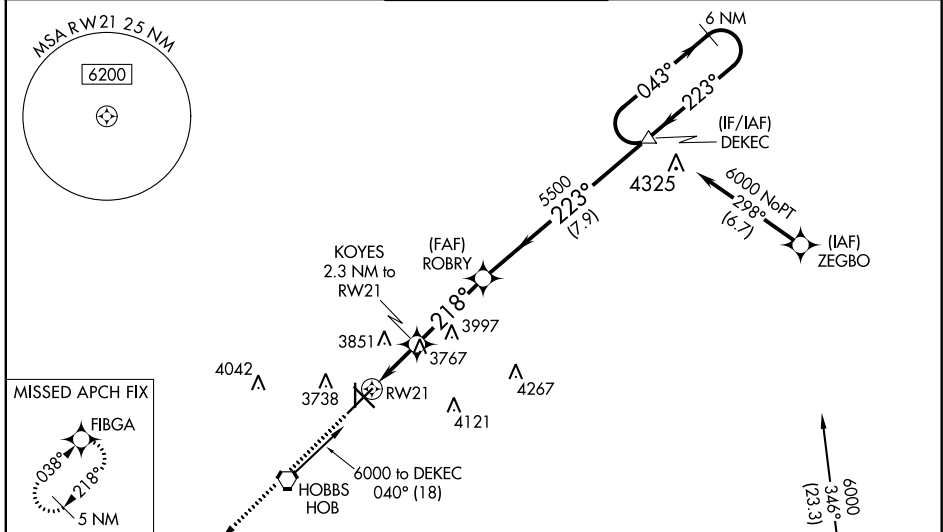 MSA RW21 25 NM
6200
6 NM
043°
223°
(IF/IAF)
DEKEC
4325
6000 NoPT
298°
(6.7)
(IAF)
ZEGBO
5500
223°
(7.9)
(FAF)
ROBRY
KOYES
2.3 NM to
RW21
218°
3997
3851
3767
4042
3738
RW21
4267
4121
MISSED APCH FIX
FIBGA
038°
218°
5 NM
HOBBS
HOB
6000 to DEKEC
040° (18)
6000
346°
(23.3)